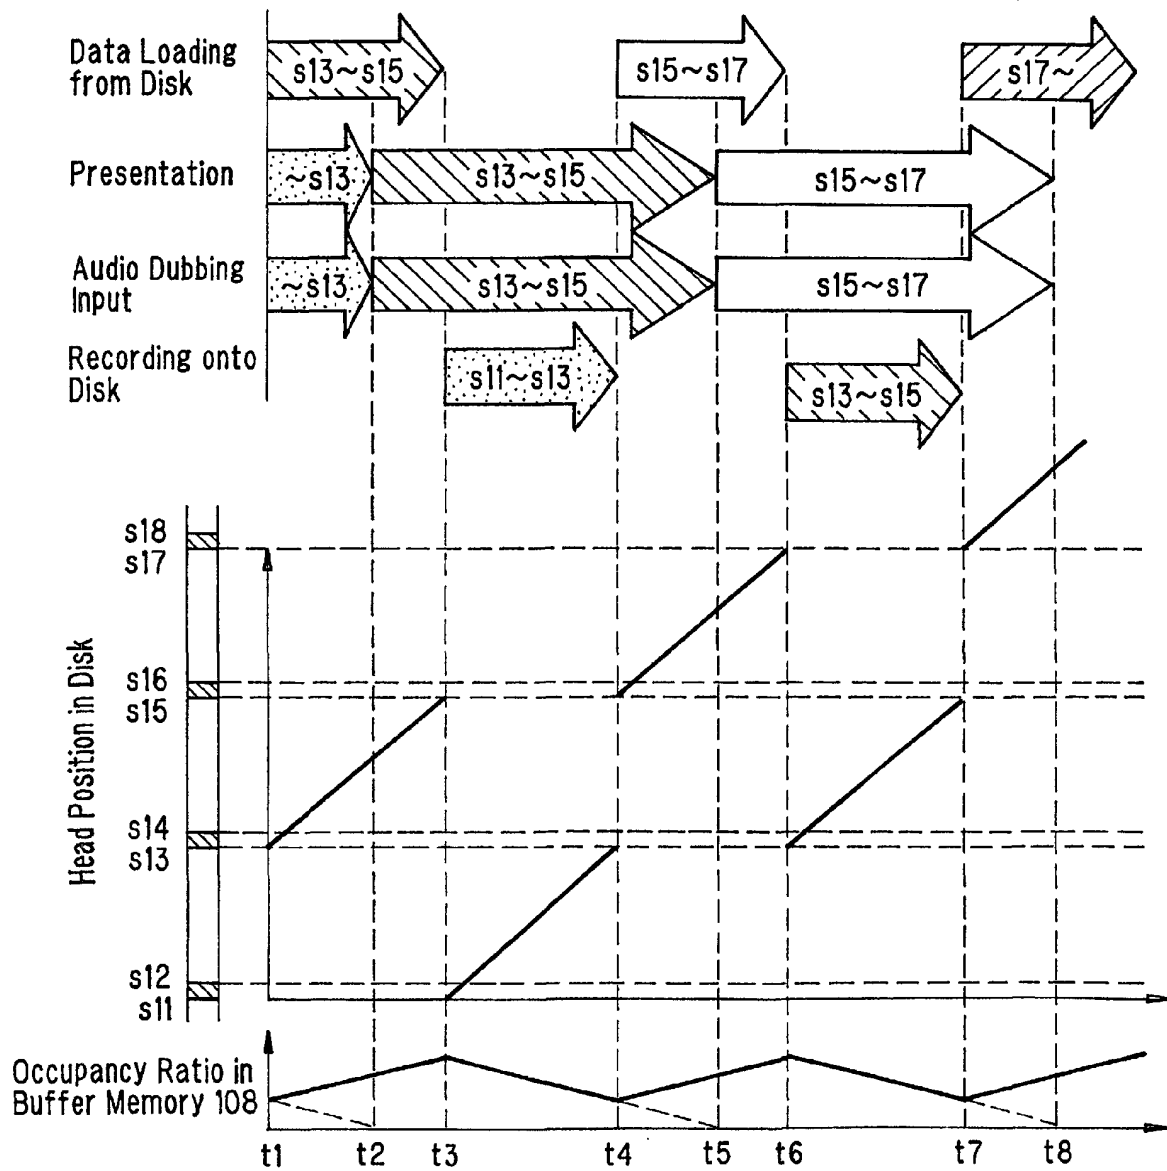 Data Loading
from Disk
s13~s15
s15~s17
s17~
Presentation
~s13
s13~s15
s15~s17
Audio Dubbing
Input
~s13
s13~s15
s15~s17
Recording onto
Disk
s11~s13
s13~s15
Head Position in Disk
s18
s17
s16
s15
s14
s13
s12
s11
Occupancy Ratio in
Buffer Memory 108
t1 t2 t3 t4 t5 t6 t7 t8